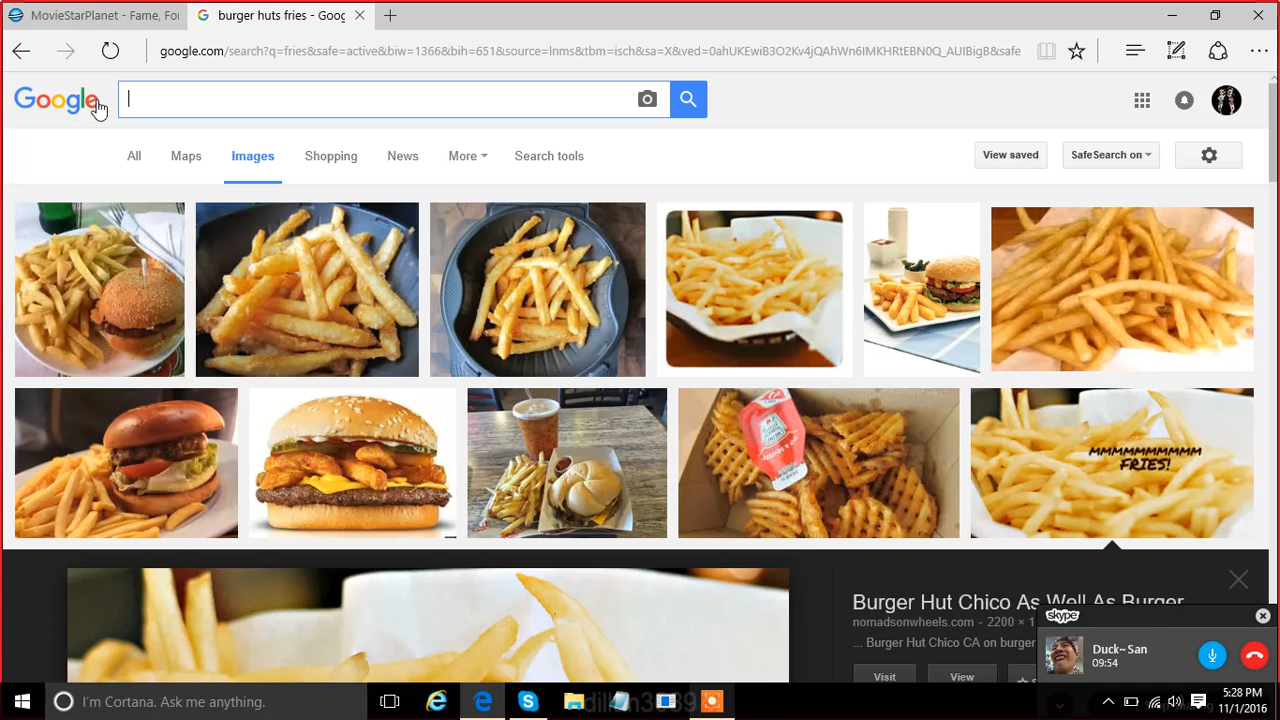 MovieStarPlanet - Fame, For
burger huts fries - Goog
google.com/search?q=fries&safe=active&biw=1366&bih=651&source=lnms&tbm=isch&sa=X&ved=0ahUKEwiB3O2Kv4jQAhWn6IMKHRtEBN0Q_AUIBigB&safe
Google
All Maps Images Shopping News More Search tools
View saved SafeSearch on
MMMMMMMMMM
FRIES!
Burger Hut Chico As Well As Burger
nomadsonwheels.com - 2200 × 1
... Burger Hut Chico CA on burger
Visit View
skype
Duck~San
09:54
I'm Cortana. Ask me anything.
5:28 PM
11/1/2016